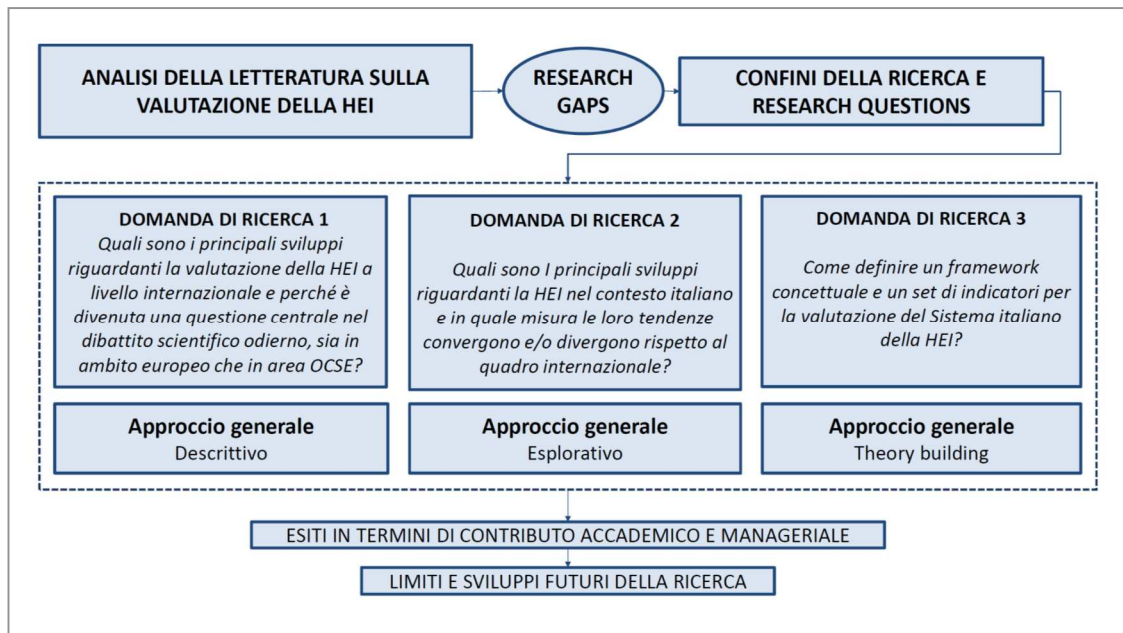 ANALISI DELLA LETTERATURA SULLA
VALUTAZIONE DELLA HEI
RESEARCH
GAPS
CONFINI DELLA RICERCA E
RESEARCH QUESTIONS
DOMANDA DI RICERCA 1
Quali sono i principali sviluppi
riguardanti la valutazione della HEI a
livello internazionale e perché è
divenuta una questione centrale nel
dibattito scientifico odierno, sia in
ambito europeo che in area OCSE?
DOMANDA DI RICERCA 2
Quali sono I principali sviluppi
riguardanti la HEI nel contesto italiano
e in quale misura le loro tendenze
convergono e/o divergono rispetto al
quadro internazionale?
DOMANDA DI RICERCA 3
Come definire un framework
concettuale e un set di indicatori per
la valutazione del Sistema italiano
della HEI?
Approccio generale
Descrittivo
Approccio generale
Esplorativo
Approccio generale
Theory building
ESITI IN TERMINI DI CONTRIBUTO ACCADEMICO E MANAGERIALE
LIMITI E SVILUPPI FUTURI DELLA RICERCA